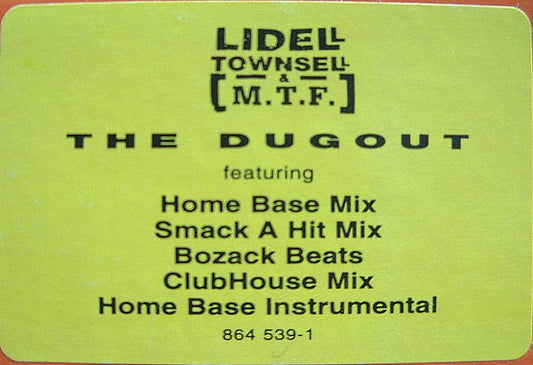 LIDELL
TOWNSELL
&
[M.T.F.]
THE DUGOUT
featuring
Home Base Mix
Smack A Hit Mix
Bozack Beats
ClubHouse Mix
Home Base Instrumental
864 539-1